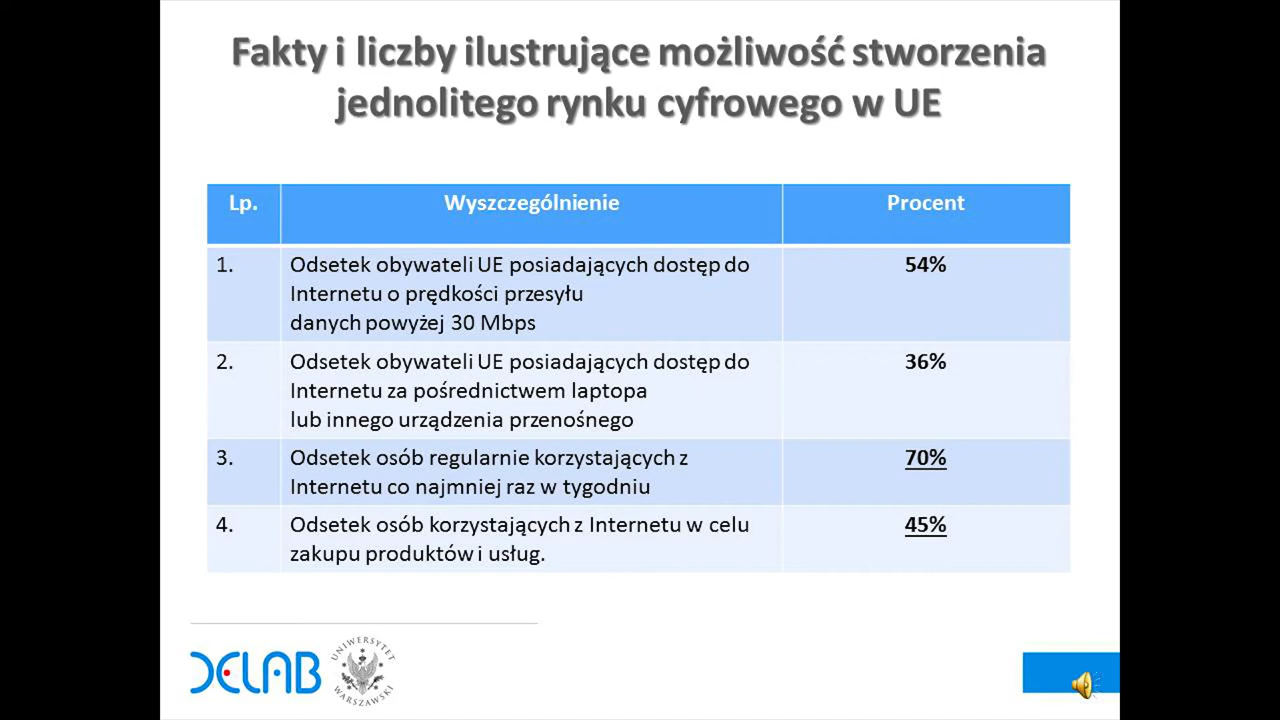 Fakty i liczby ilustrujące możliwość stworzenia
jednolitego rynku cyfrowego w UE
Lp. Wyszczególnienie Procent
1. Odsetek obywateli UE posiadających dostęp do 54%
Internetu o prędkości przesyłu
danych powyżej 30 Mbps
2. Odsetek obywateli UE posiadających dostęp do 36%
Internetu za pośrednictwem laptopa
lub innego urządzenia przenośnego
3. Odsetek osób regularnie korzystających z 70%
Internetu co najmniej raz w tygodniu
4. Odsetek osób korzystających z Internetu w celu 45%
zakupu produktów i usług.
DELAB
UNIWERSYTET
WARSZAWSKI